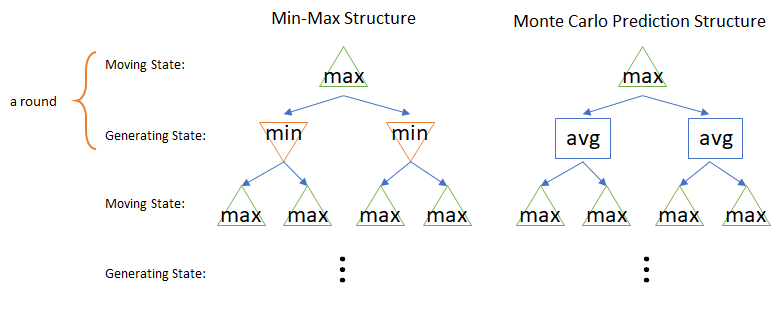 Min-Max Structure
Monte Carlo Prediction Structure
Moving State:
max
max
a round
Generating State:
min
min
avg
avg
Moving State:
max
max
max
max
max
max
max
max
Generating State: